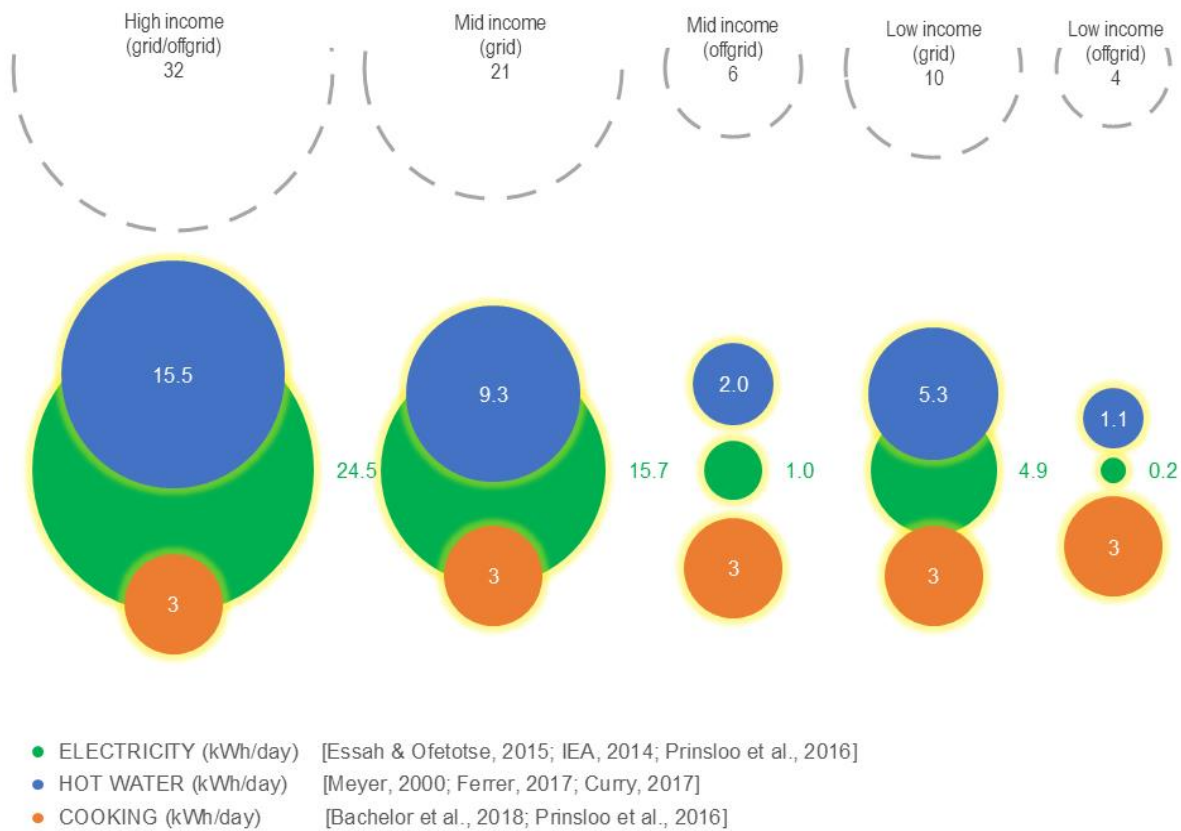 High income
(grid/offgrid)
32
Mid income
(grid)
21
Mid income
(offgrid)
6
Low income
(grid)
10
Low income
(offgrid)
4
15.5
9.3
2.0
5.3
1.1
24.5
15.7
1.0
4.9
0.2
3
3
3
3
3
ELECTRICITY (kWh/day) [Essah & Ofetotse, 2015; IEA, 2014; Prinsloo et al., 2016]
HOT WATER (kWh/day) [Meyer, 2000; Ferrer, 2017; Curry, 2017]
COOKING (kWh/day) [Bachelor et al., 2018; Prinsloo et al., 2016]